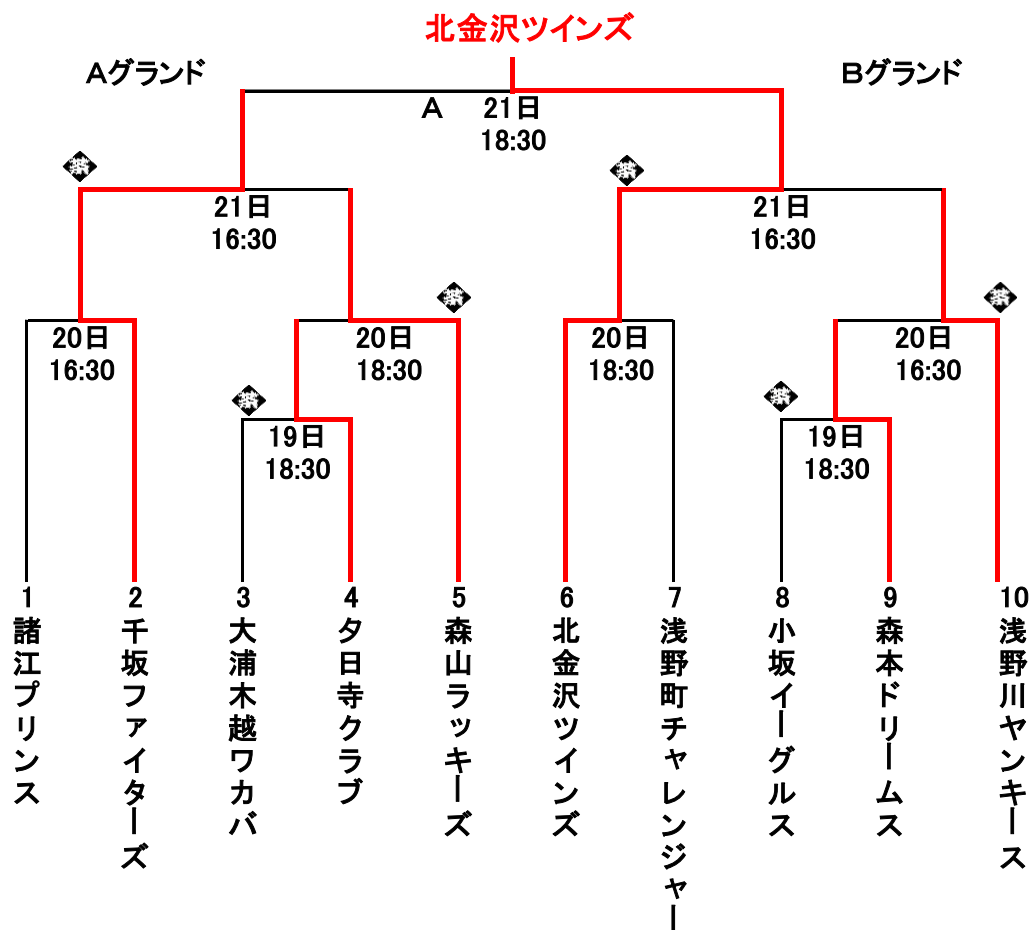 北金沢ツインズ
Aグランド
Bグランド
A
21日
18:30
21日
16:30
21日
16:30
20日
16:30
20日
18:30
20日
18:30
20日
16:30
19日
18:30
19日
18:30
1
諸江プリンス
2
千坂ファイターズ
3
大浦木越ワカバ
4
夕日寺クラブ
5
森山ラッキーズ
6
北金沢ツインズ
7
浅野町チャレンジャー
8
小坂イーグルス
9
森本ドリームス
10
浅野川ヤンキース